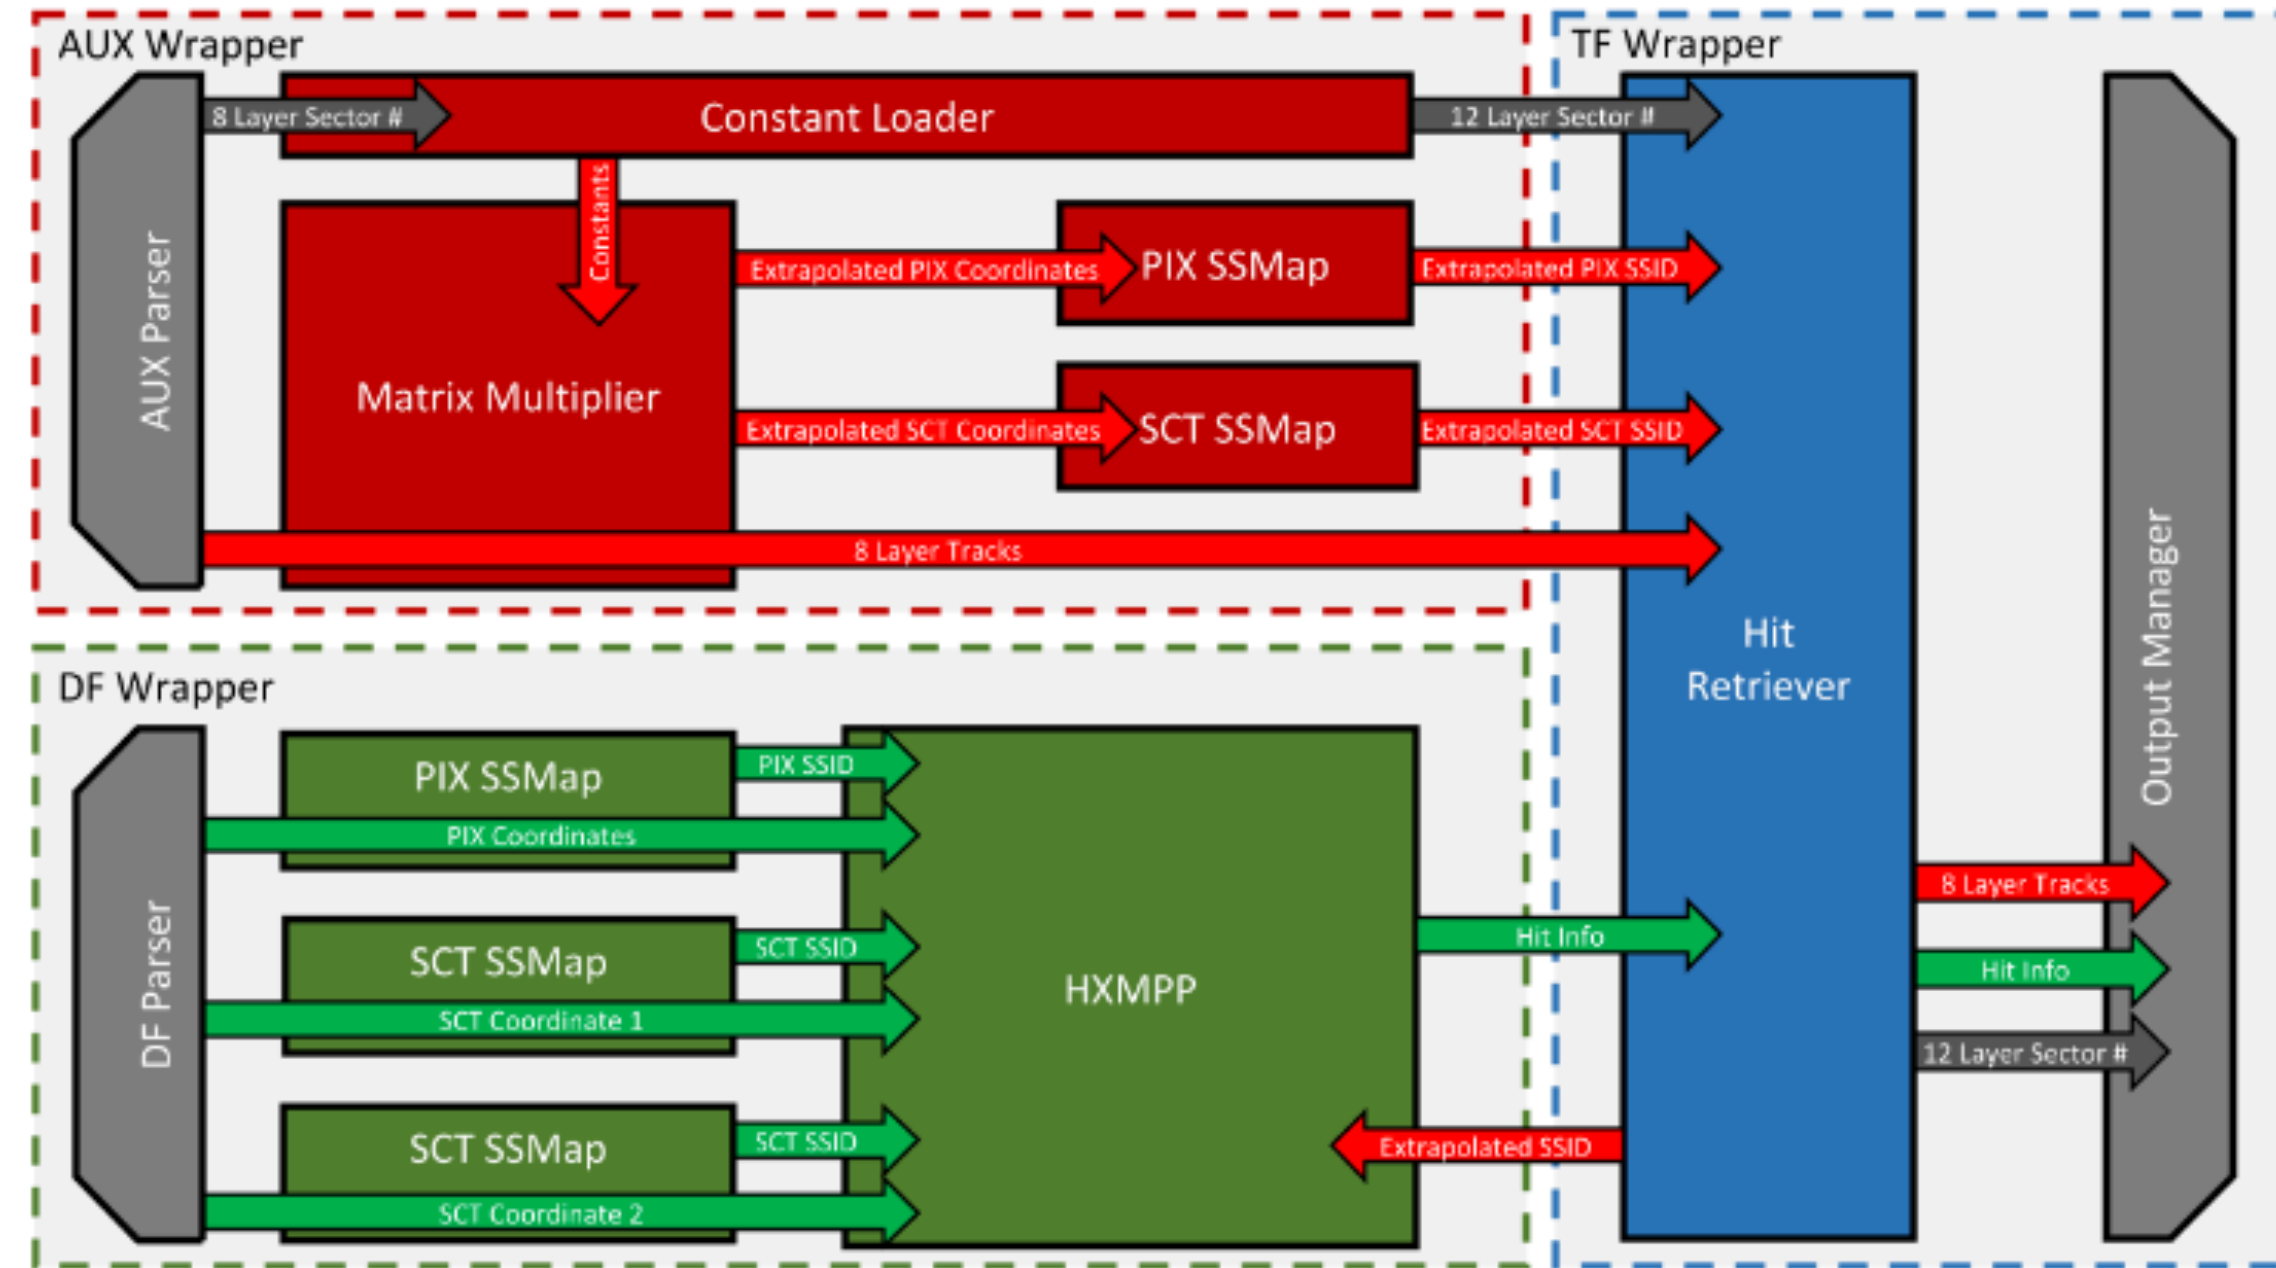 AUX Wrapper
TF Wrapper
8 Layer Sector #
Constant Loader
12 Layer Sector #
Constants
AUX Parser
Extrapolated PIX Coordinates
PIX SSMap
Extrapolated PIX SSID
Matrix Multiplier
Extrapolated SCT Coordinates
SCT SSMap
Extrapolated SCT SSID
8 Layer Tracks
Hit
Retriever
Output Manager
DF Wrapper
PIX SSMap
PIX SSID
PIX Coordinates
DF Parser
SCT SSMap
SCT SSID
SCT Coordinate 1
HXMPP
SCT SSMap
SCT SSID
SCT Coordinate 2
Hit Info
Extrapolated SSID
8 Layer Tracks
Hit Info
12 Layer Sector #